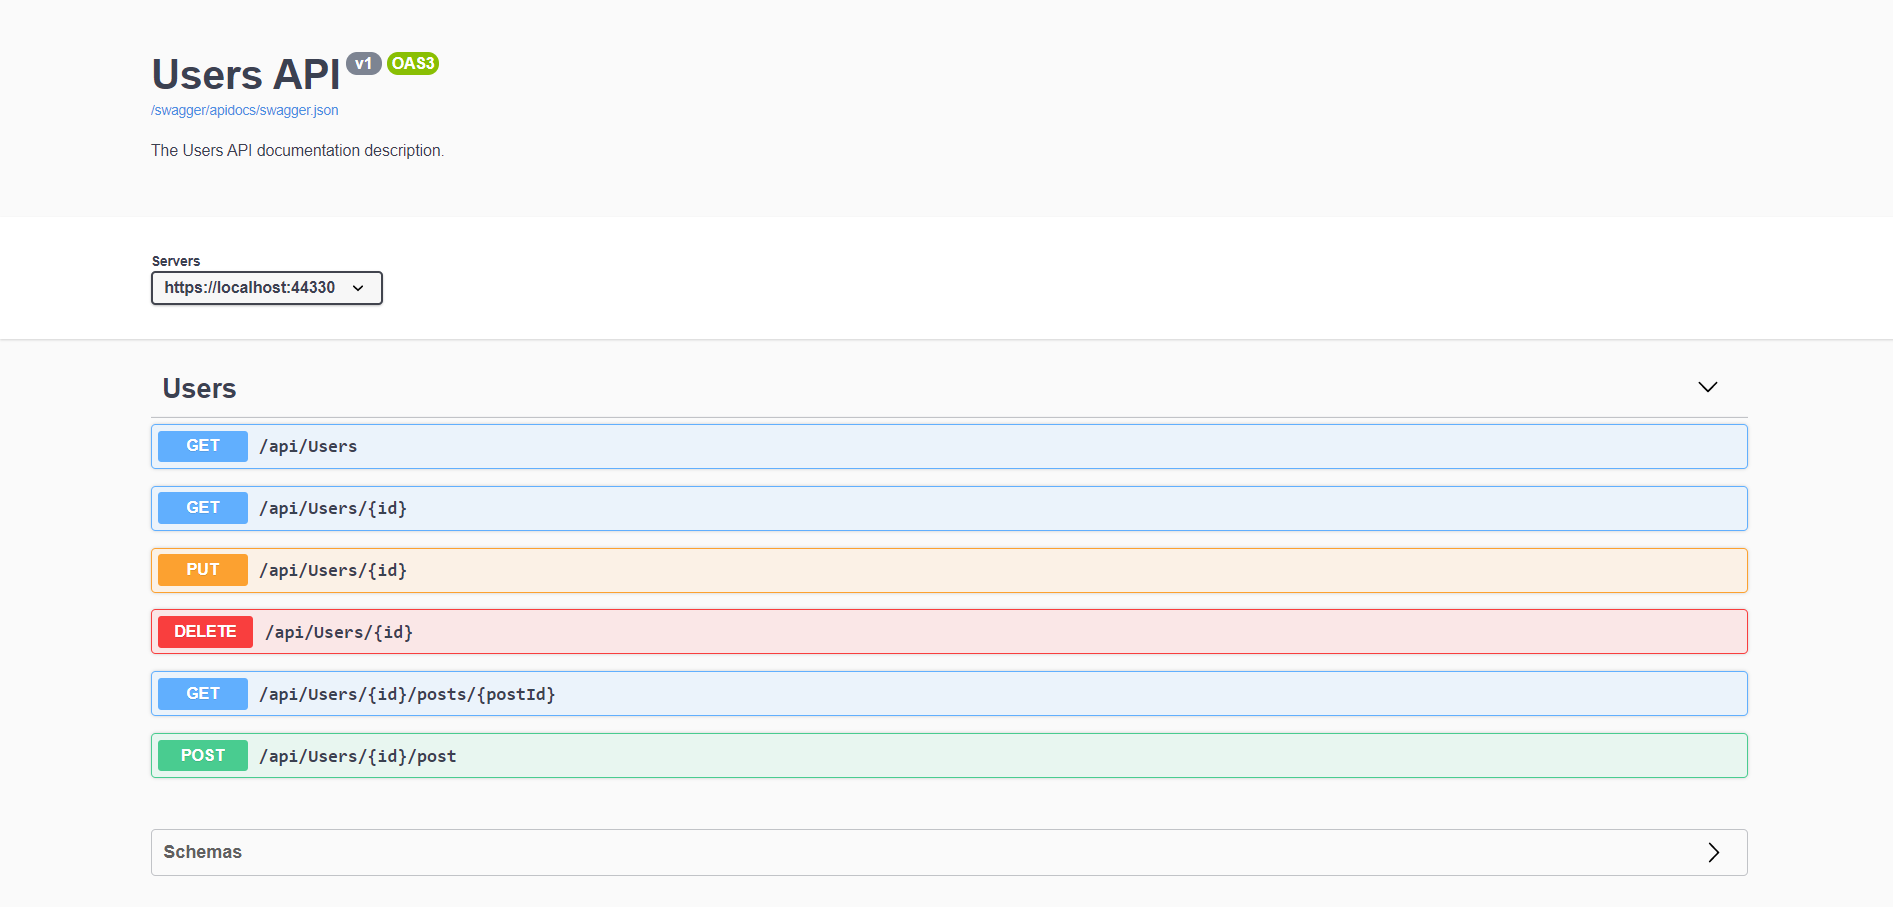 Users API v1 OAS3
/swagger/apidocs/swagger.json
The Users API documentation description.
Servers
https://localhost:44330
Users
GET /api/Users
GET /api/Users/{id}
PUT /api/Users/{id}
DELETE /api/Users/{id}
GET /api/Users/{id}/posts/{postId}
POST /api/Users/{id}/post
Schemas